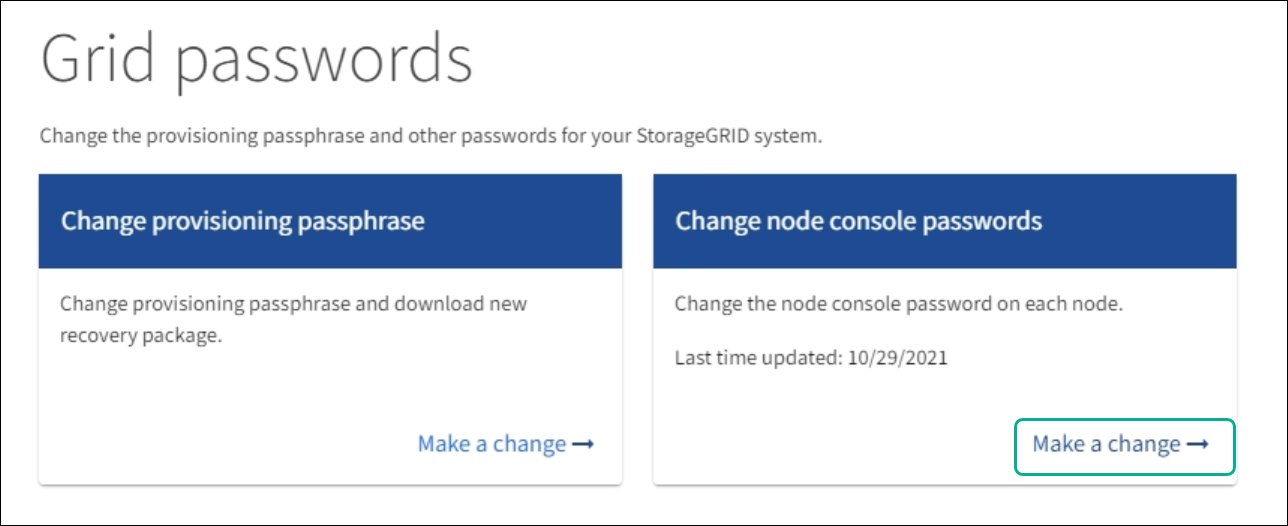 Grid passwords
Change the provisioning passphrase and other passwords for your StorageGRID system.
Change provisioning passphrase
Change provisioning passphrase and download new
recovery package.
Make a change →
Change node console passwords
Change the node console password on each node.
Last time updated: 10/29/2021
Make a change →